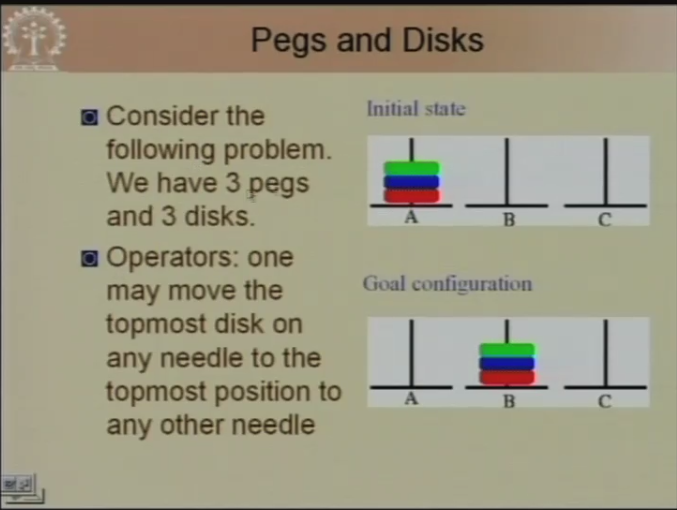 Pegs and Disks
Consider the
following problem.
We have 3 pegs
and 3 disks.
Operators: one
may move the
topmost disk on
any needle to the
topmost position to
any other needle
Initial state
A B C
Goal configuration
A B C